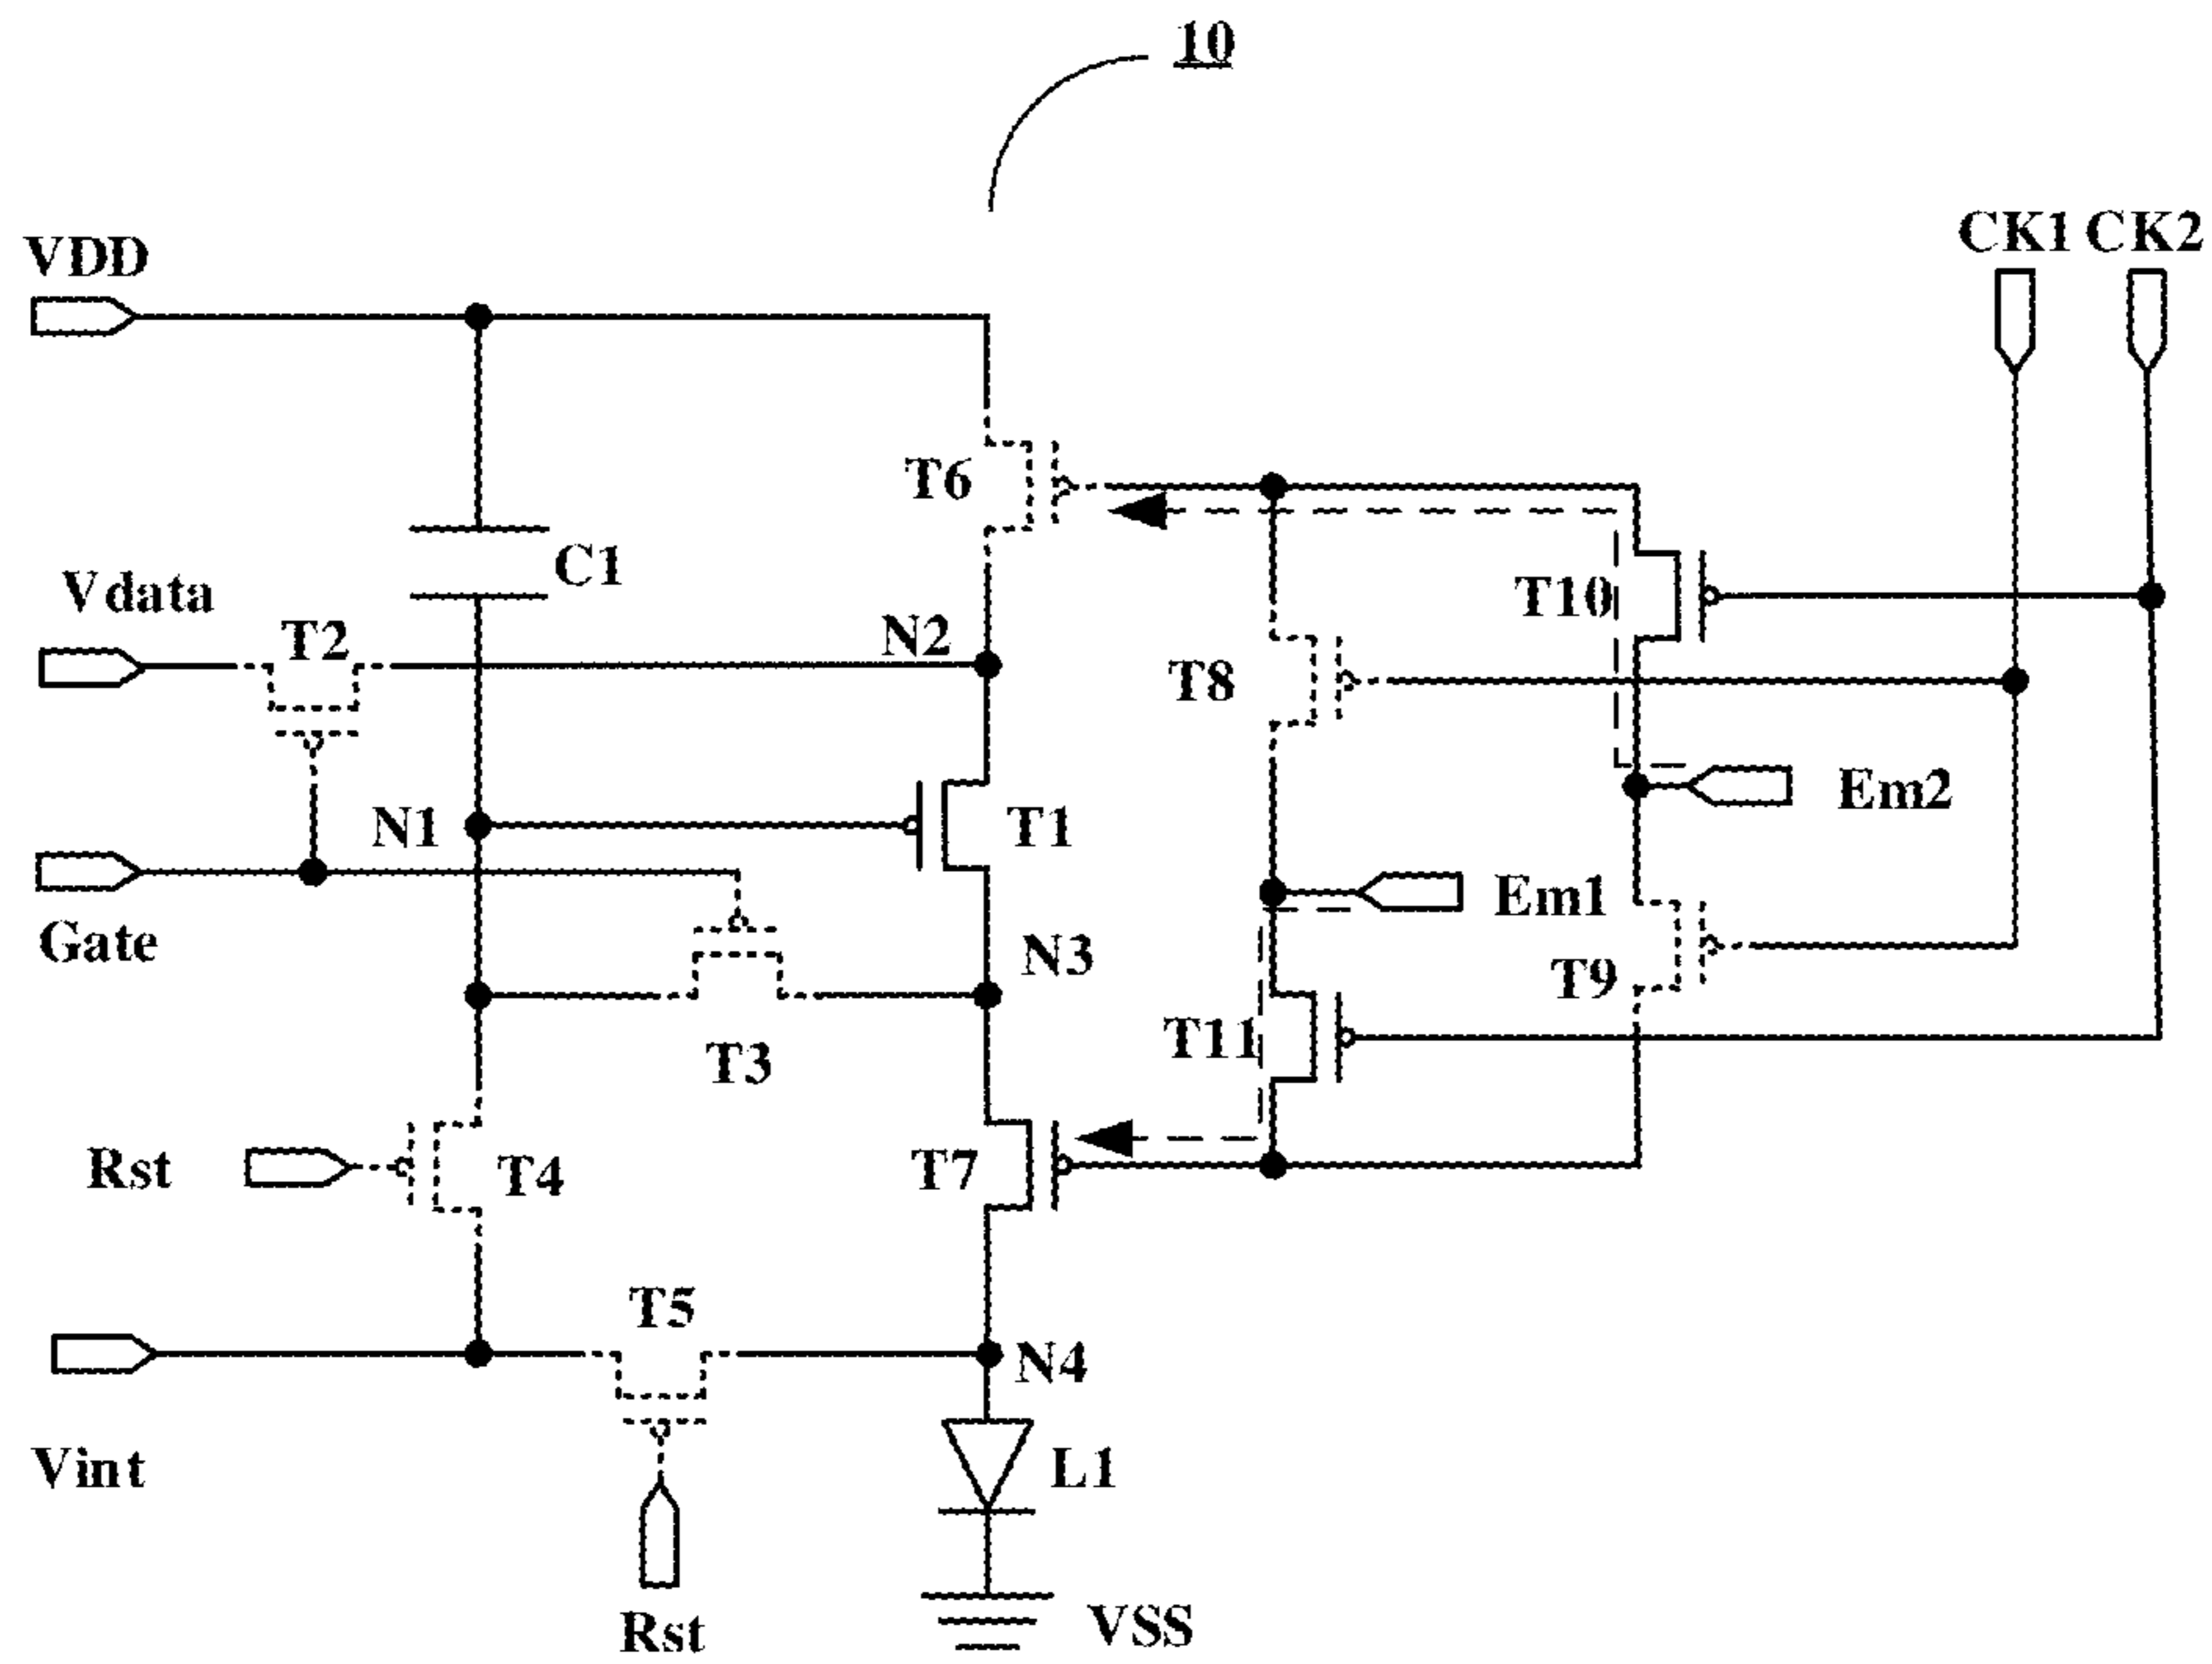 10
VDD
CK1 CK2
T6
C1
Vdata
T2
N2
T10
T8
Em2
N1
T1
Em1
Gate
N3
T9
T11
T3
Rst
T4
T7
T5
N4
Vint
L1
Rst
VSS